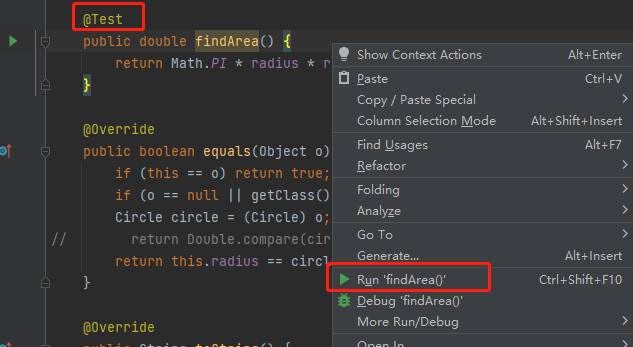 @Test
public double findArea() {
return Math.PI * radius * r
}
@Override
public boolean equals(Object o)
if (this == o) return true;
if (o == null || getClass()
Circle circle = (Circle) o;
// return Double.compare(cir
return this.radius == circl
}
@Override
public String toString() {
Show Context Actions Alt+Enter
Paste Ctrl+V
Copy / Paste Special
Column Selection Mode Alt+Shift+Insert
Find Usages Alt+F7
Refactor
Folding
Analyze
Go To
Generate... Alt+Insert
Run 'findArea()' Ctrl+Shift+F10
Debug 'findArea()'
More Run/Debug
Open In